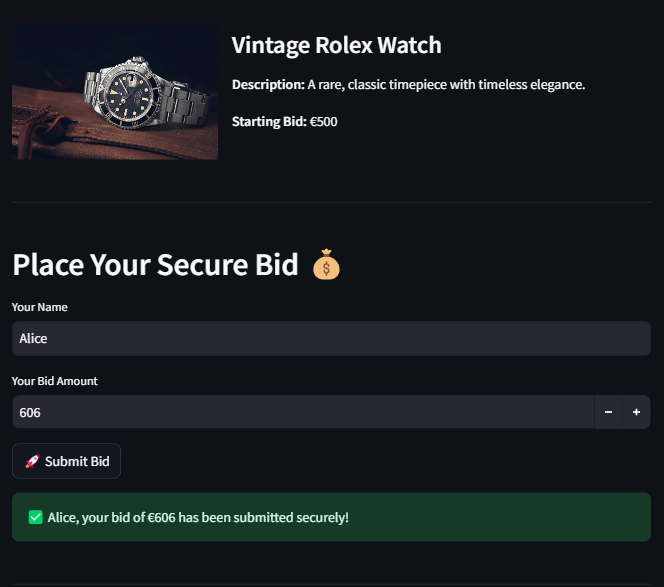 Vintage Rolex Watch
Description: A rare, classic timepiece with timeless elegance.
Starting Bid: €500
Place Your Secure Bid 💰
Your Name
Alice
Your Bid Amount
606
− +
🚀 Submit Bid
✅ Alice, your bid of €606 has been submitted securely!